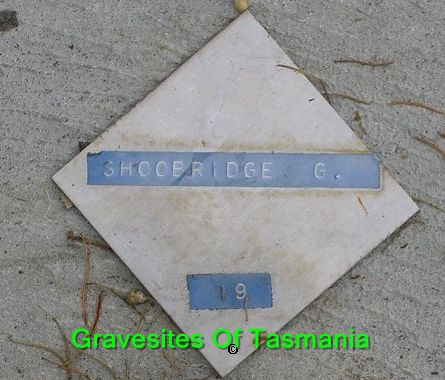 SHOOBRIDGE G.
19
Gravesites Of Tasmania
©